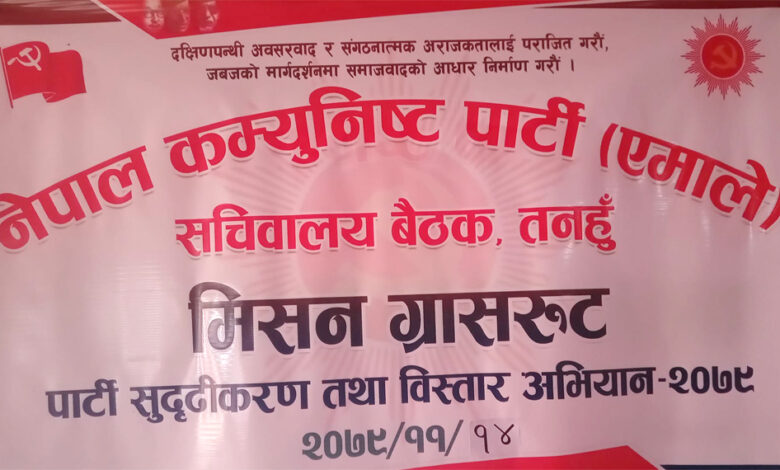 दक्षिणपन्थी अवसरवाद र संगठनात्मक अराजकतालाई पराजित गरौं,
जबजको मार्गदर्शनमा समाजवादको आधार निर्माण गरौं ।
नेपाल कम्युनिष्ट पार्टी (एमाले)
सचिवालय बैठक, तनहुँ
मिसन ग्रासरुट
पार्टी सुदृढीकरण तथा विस्तार अभियान-२०७९
२०७९/११/१४